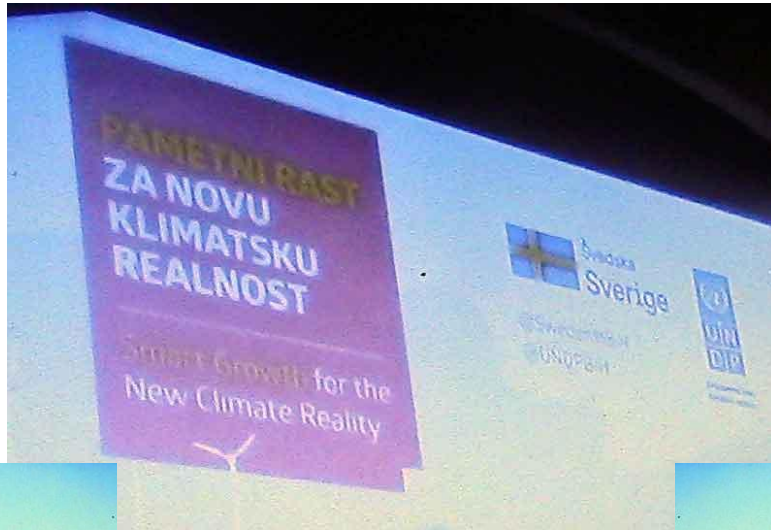 PAMETNI RAST
ZA NOVU
KLIMATSKU
REALNOST
Smart Growth for the
New Climate Reality
Švedska
Sverige
UN
DP